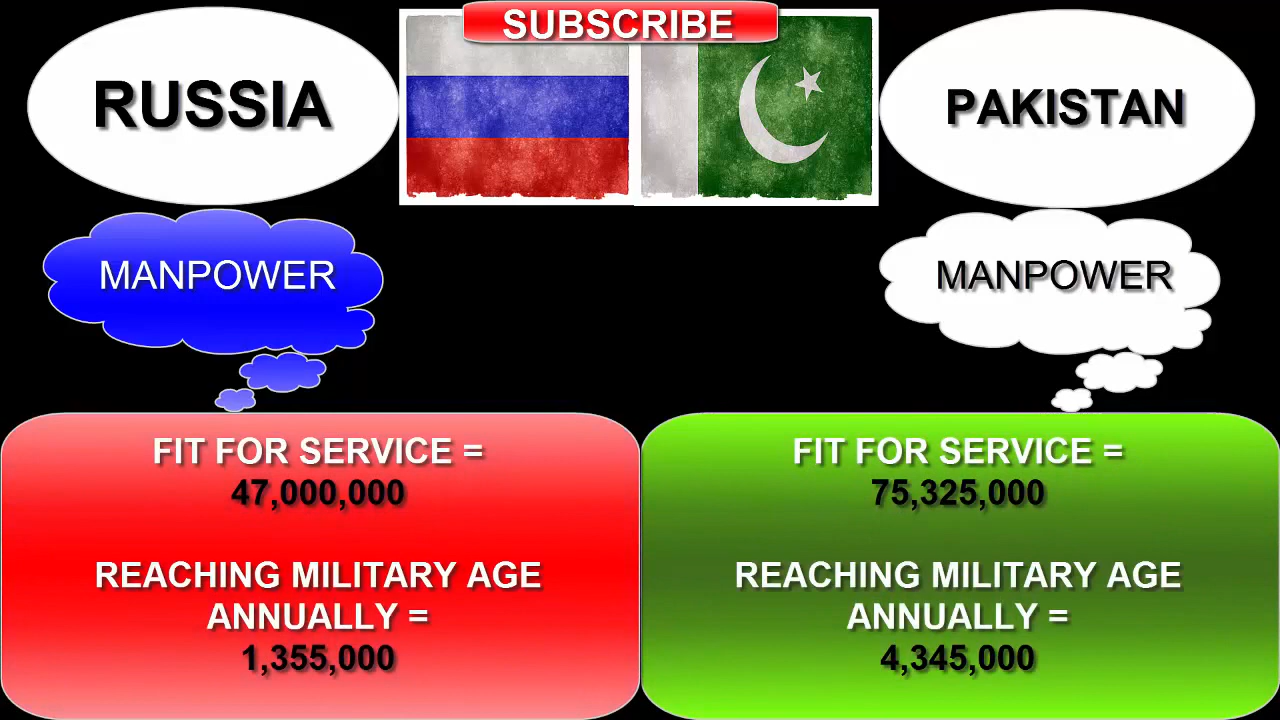 SUBSCRIBE
RUSSIA
PAKISTAN
MANPOWER
MANPOWER
FIT FOR SERVICE =
47,000,000
REACHING MILITARY AGE
ANNUALLY =
1,355,000
FIT FOR SERVICE =
75,325,000
REACHING MILITARY AGE
ANNUALLY =
4,345,000